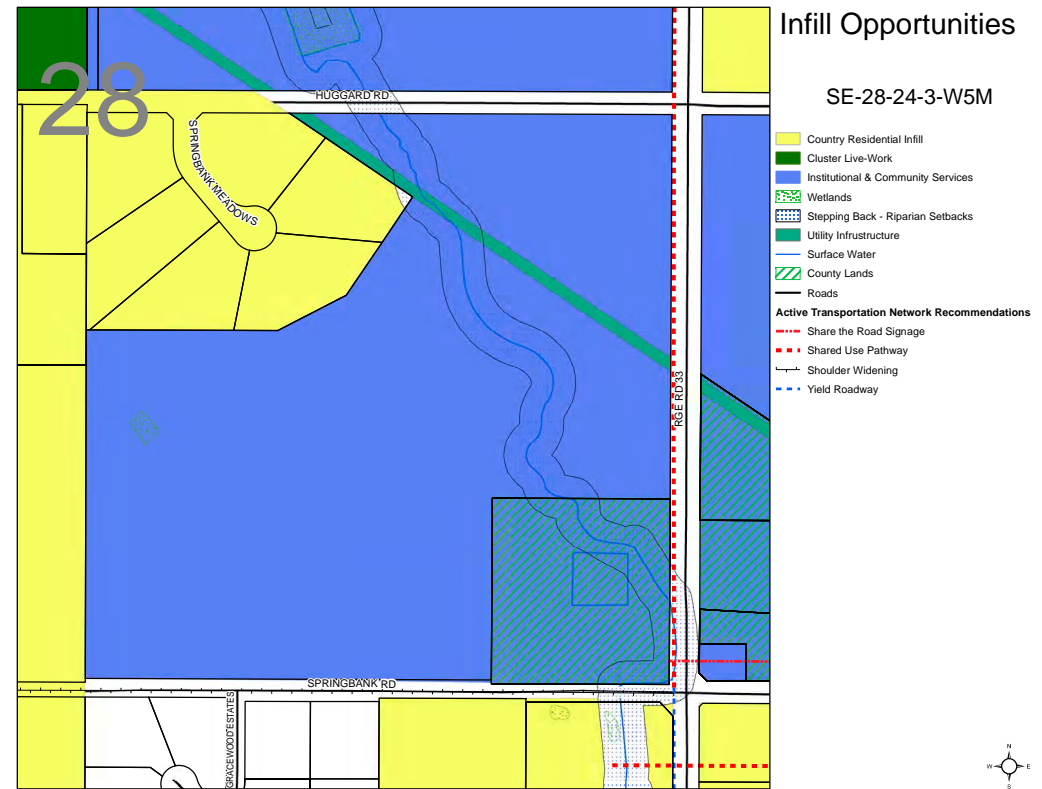 Infill Opportunities
SE-28-24-3-W5M
Country Residential Infill
Cluster Live-Work
Institutional & Community Services
Wetlands
Stepping Back - Riparian Setbacks
Utility Infrustructure
Surface Water
County Lands
Roads
Active Transportation Network Recommendations
Share the Road Signage
Shared Use Pathway
Shoulder Widening
Yield Roadway
28
HUGGARD RD
SPRINGBANK MEADOWS
RGE RD 33
SPRINGBANK RD
GRACEWOOD ESTATES
N
W E
S